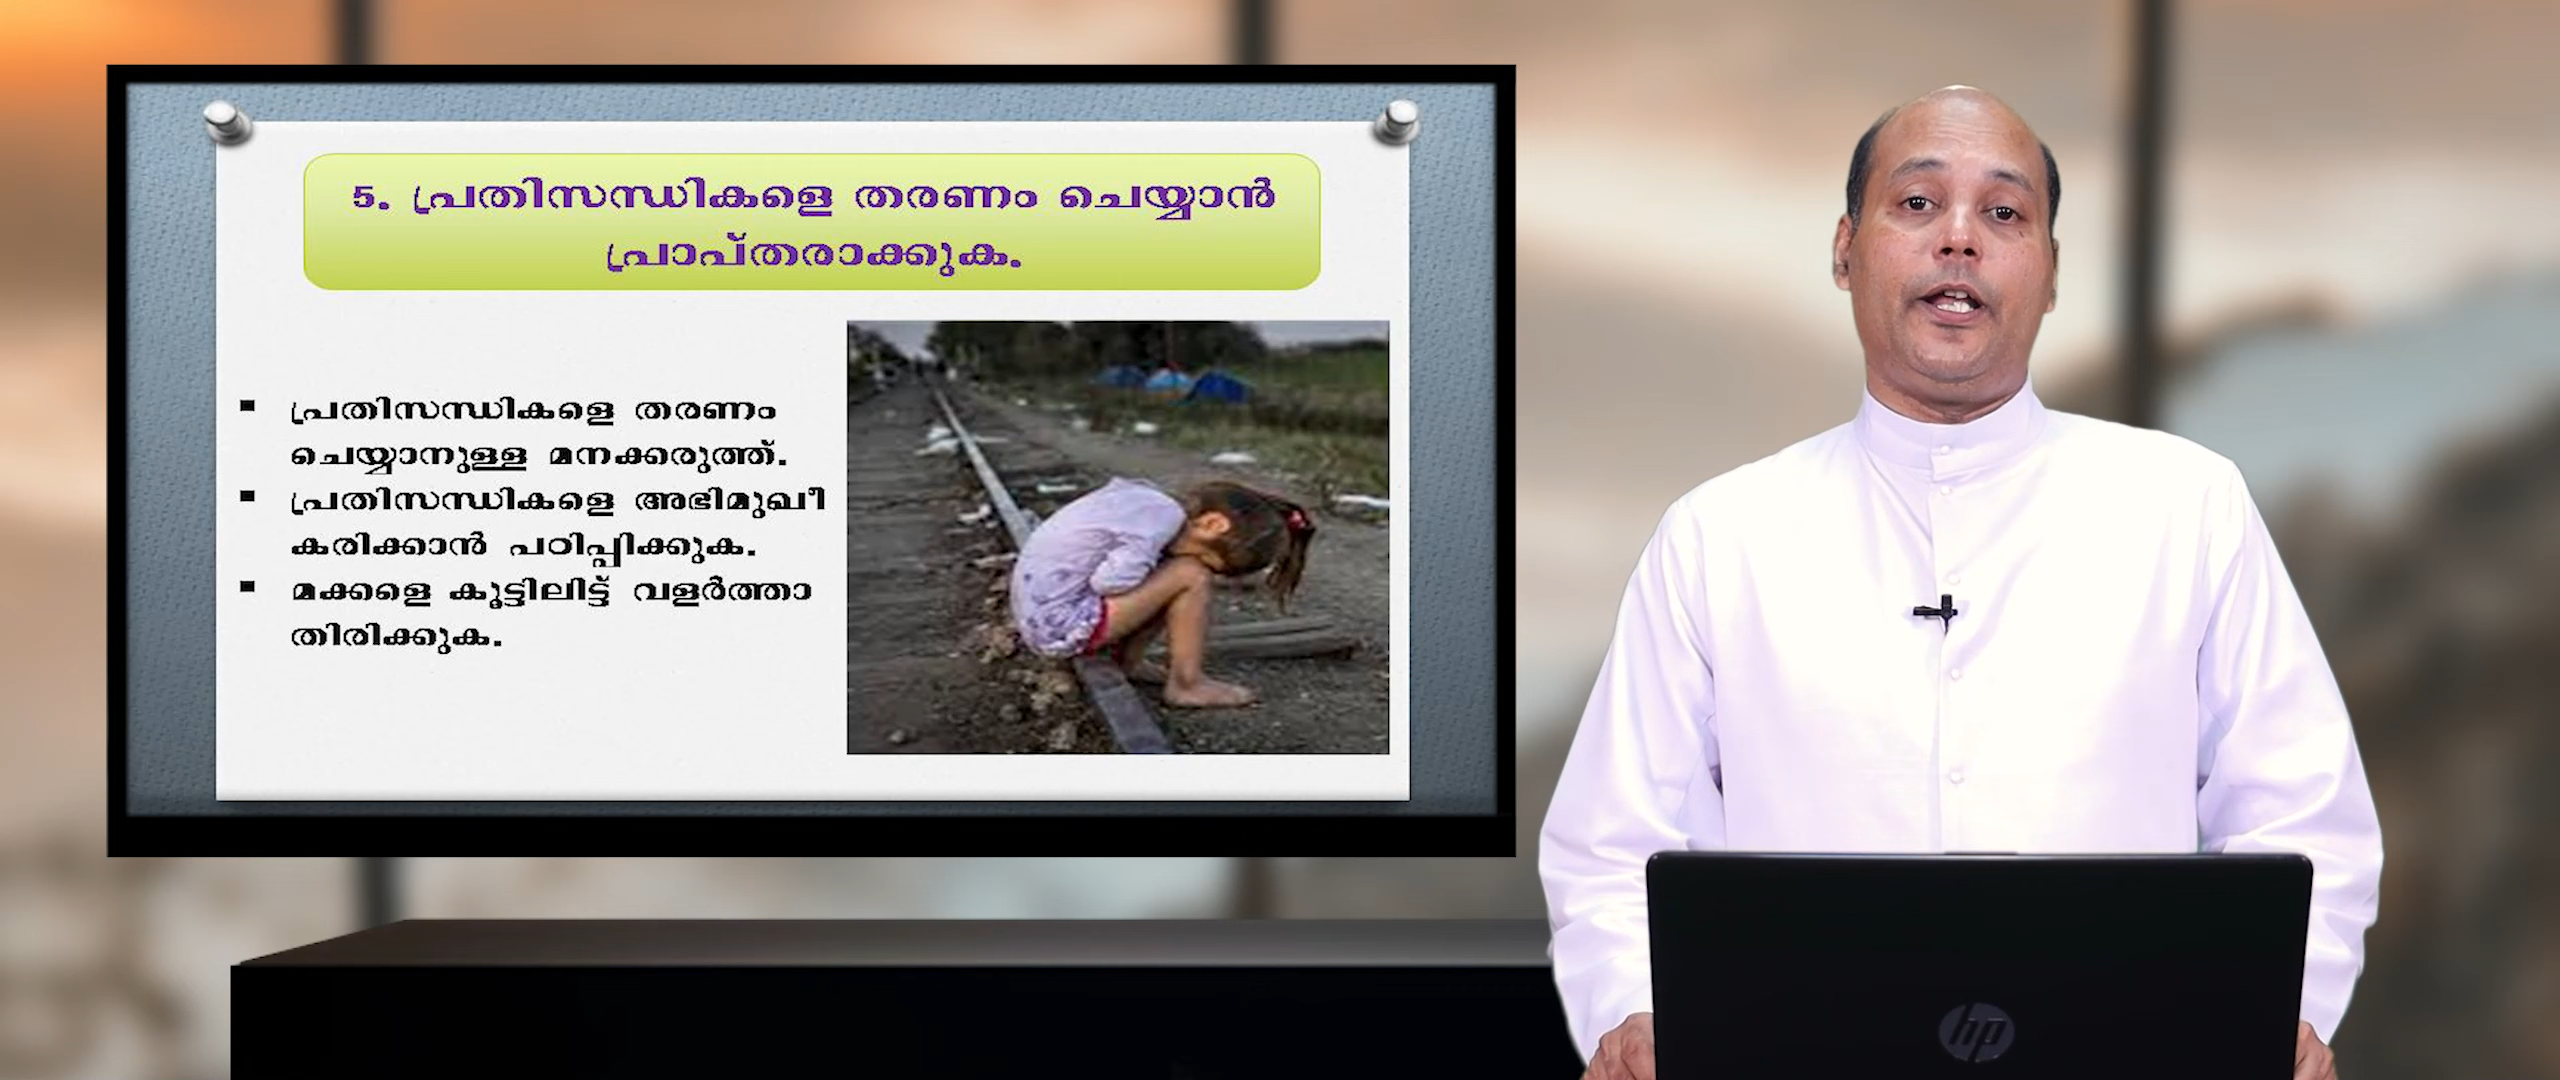 5. പ്രതിസന്ധികളെ തരണം ചെയ്യാൻ
പ്രാപ്തരാക്കുക.
▪ പ്രതിസന്ധികളെ തരണം
ചെയ്യാനുള്ള മനക്കരുത്ത്.
▪ പ്രതിസന്ധികളെ അഭിമുഖീ
കരിക്കാൻ പഠിപ്പിക്കുക.
▪ മക്കളെ കൂട്ടിലിട്ട് വളർത്താ
തിരിക്കുക.
hp